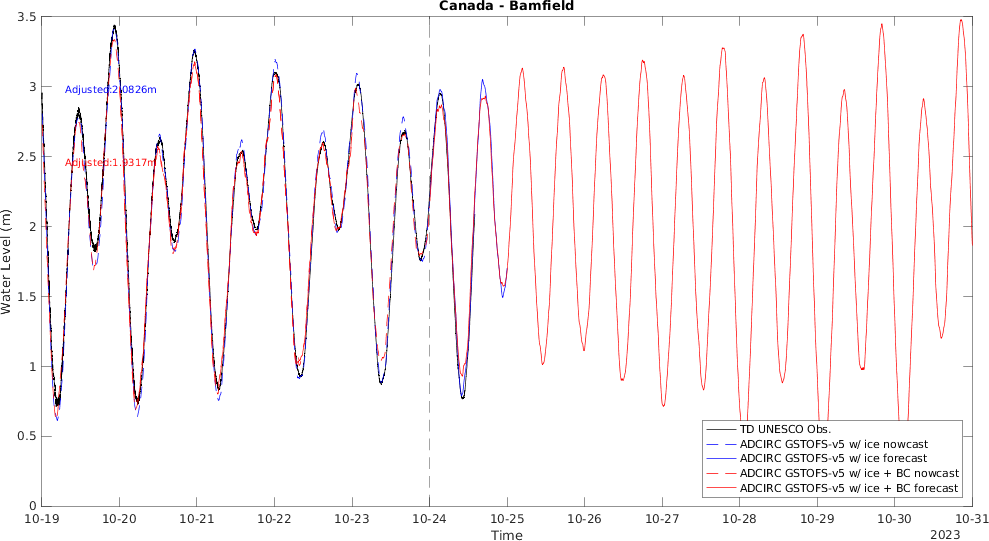 Canada - Bamfield
3.5
3
2.5
2
1.5
1
0.5
0
Water Level (m)
Adjusted:2.0826m
Adjusted:1.9317m
TD UNESCO Obs.
ADCIRC GSTOFS-v5 w/ ice nowcast
ADCIRC GSTOFS-v5 w/ ice forecast
ADCIRC GSTOFS-v5 w/ ice + BC nowcast
ADCIRC GSTOFS-v5 w/ ice + BC forecast
10-19 10-20 10-21 10-22 10-23 10-24 10-25 10-26 10-27 10-28 10-29 10-30 10-31
Time
2023